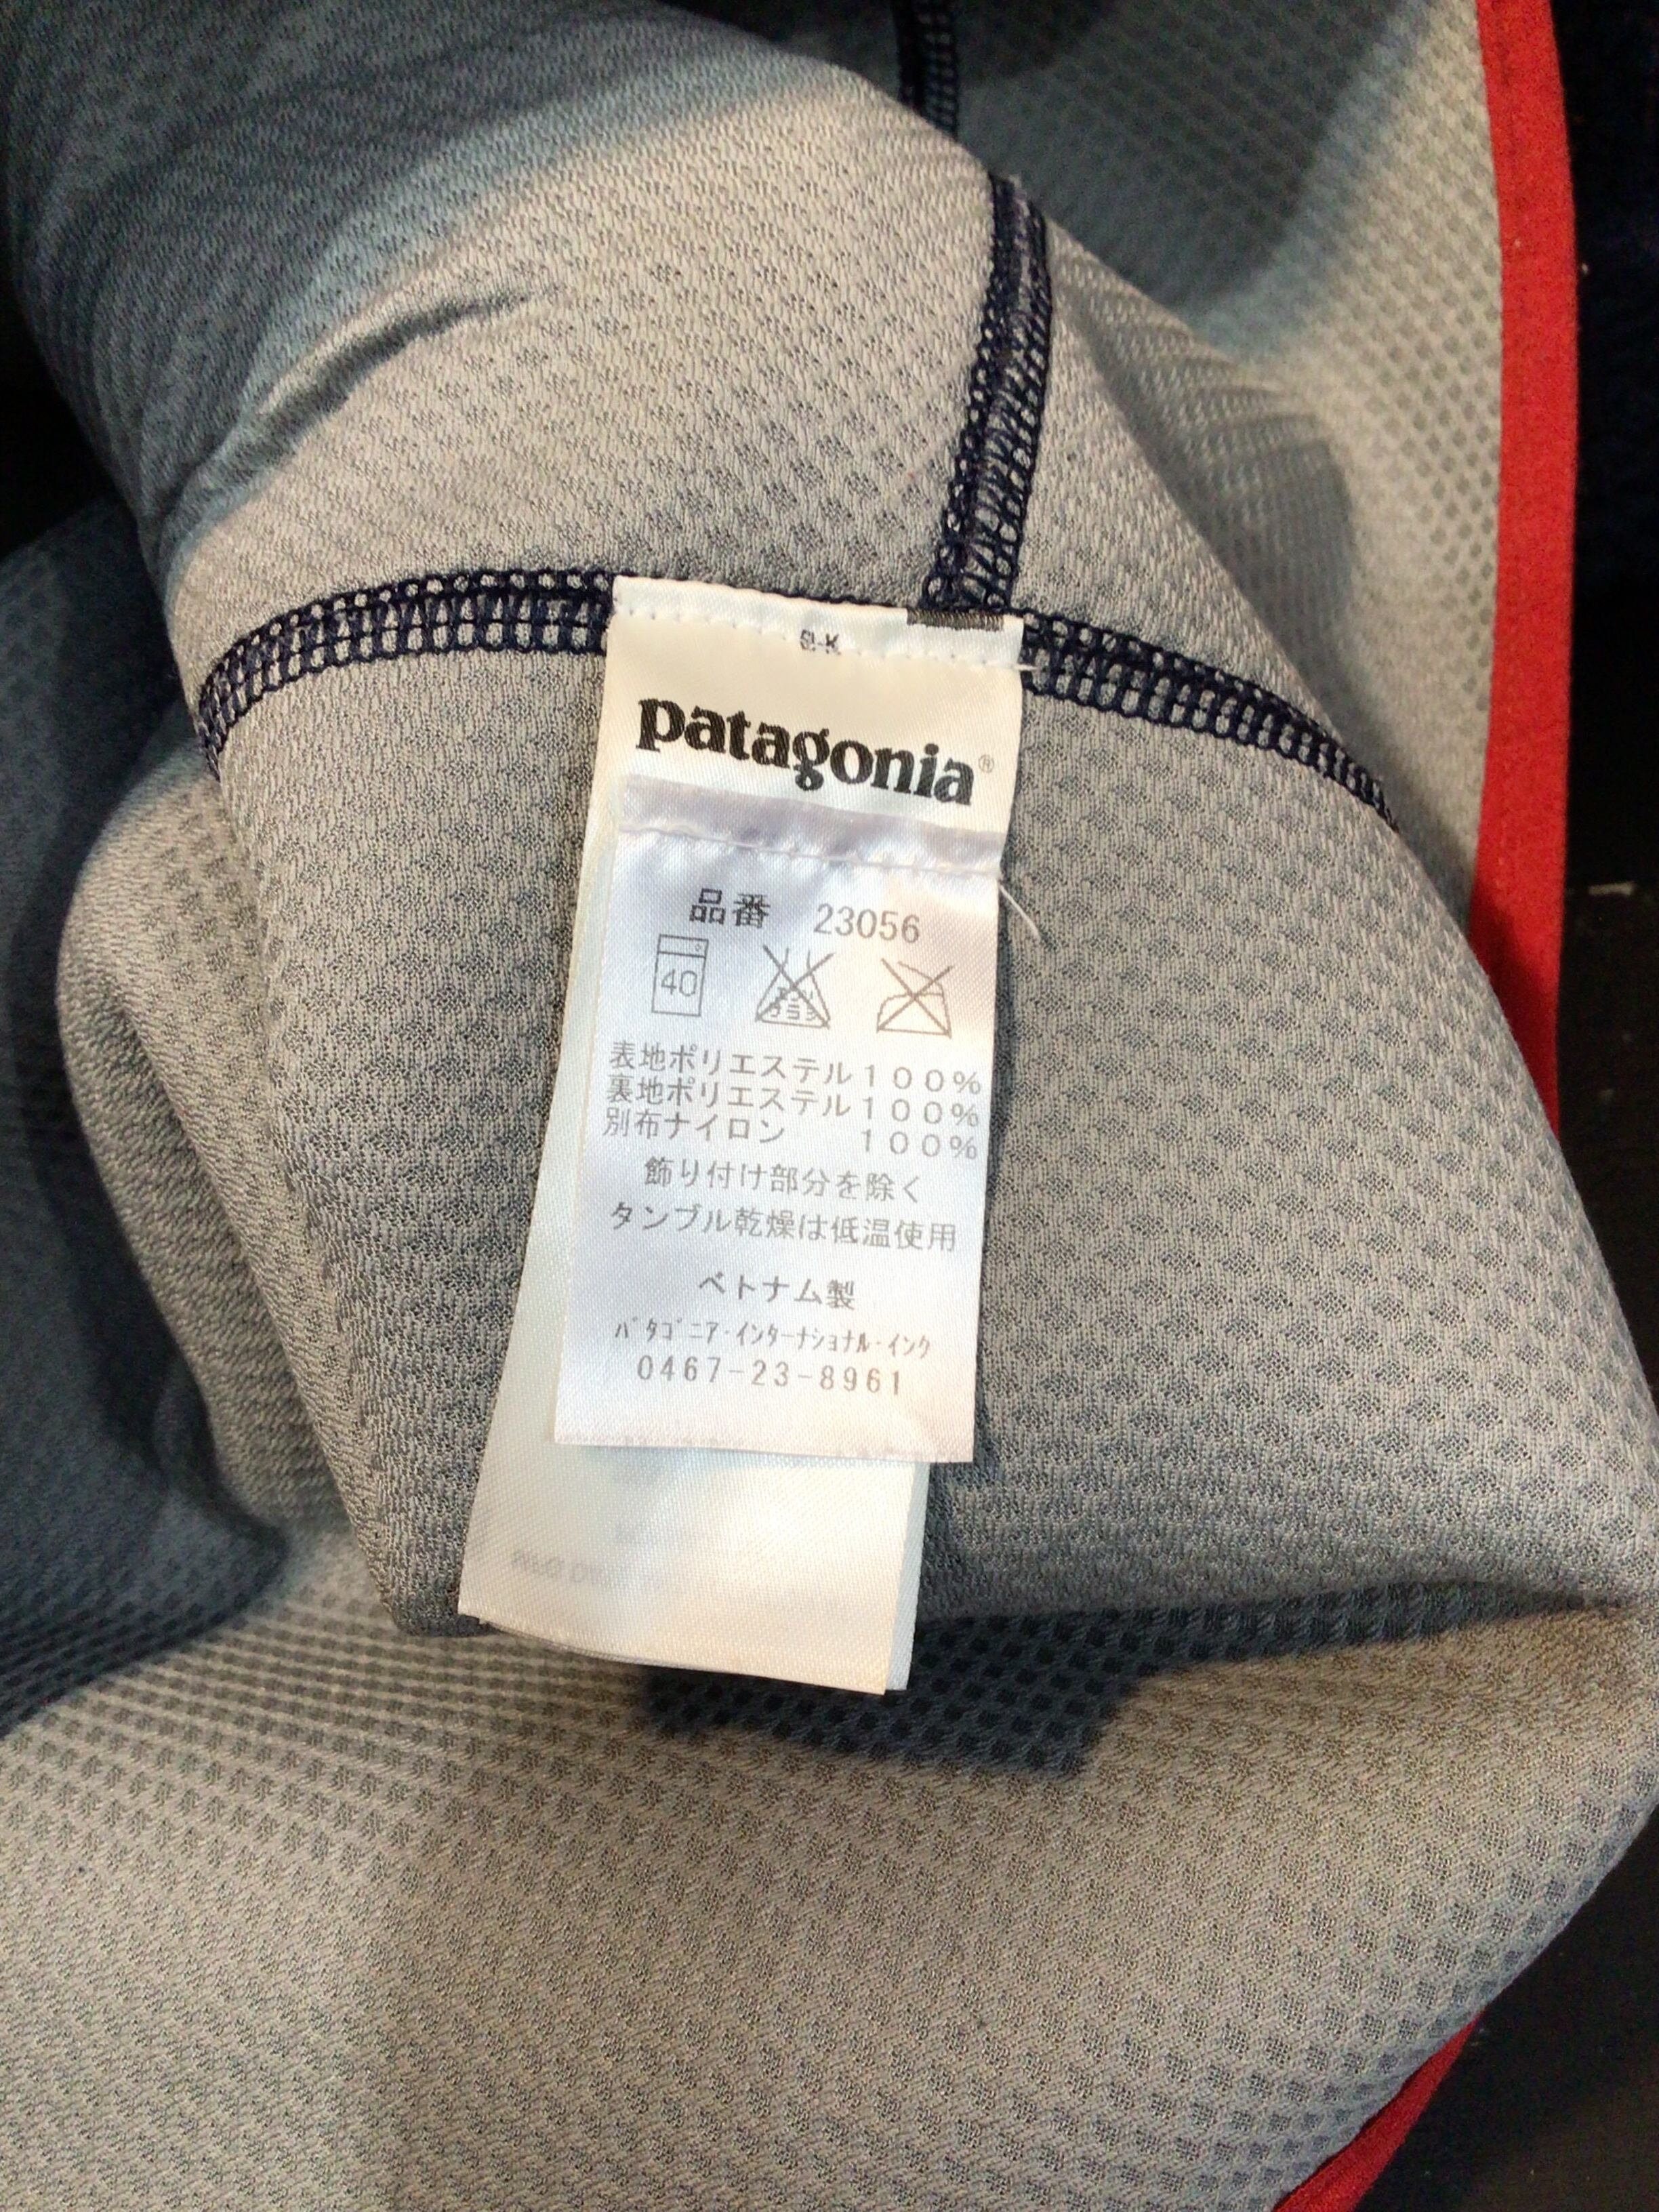 patagonia®
品番 23056
40
表地ポリエステル１００％
裏地ポリエステル１００％
別布ナイロン １００％
飾り付け部分を除く
タンブル乾燥は低温使用
ベトナム製
ﾊﾟﾀｺﾞﾆｱ･ｲﾝﾀｰﾅｼｮﾅﾙ･ｲﾝｸ
0467-23-8961